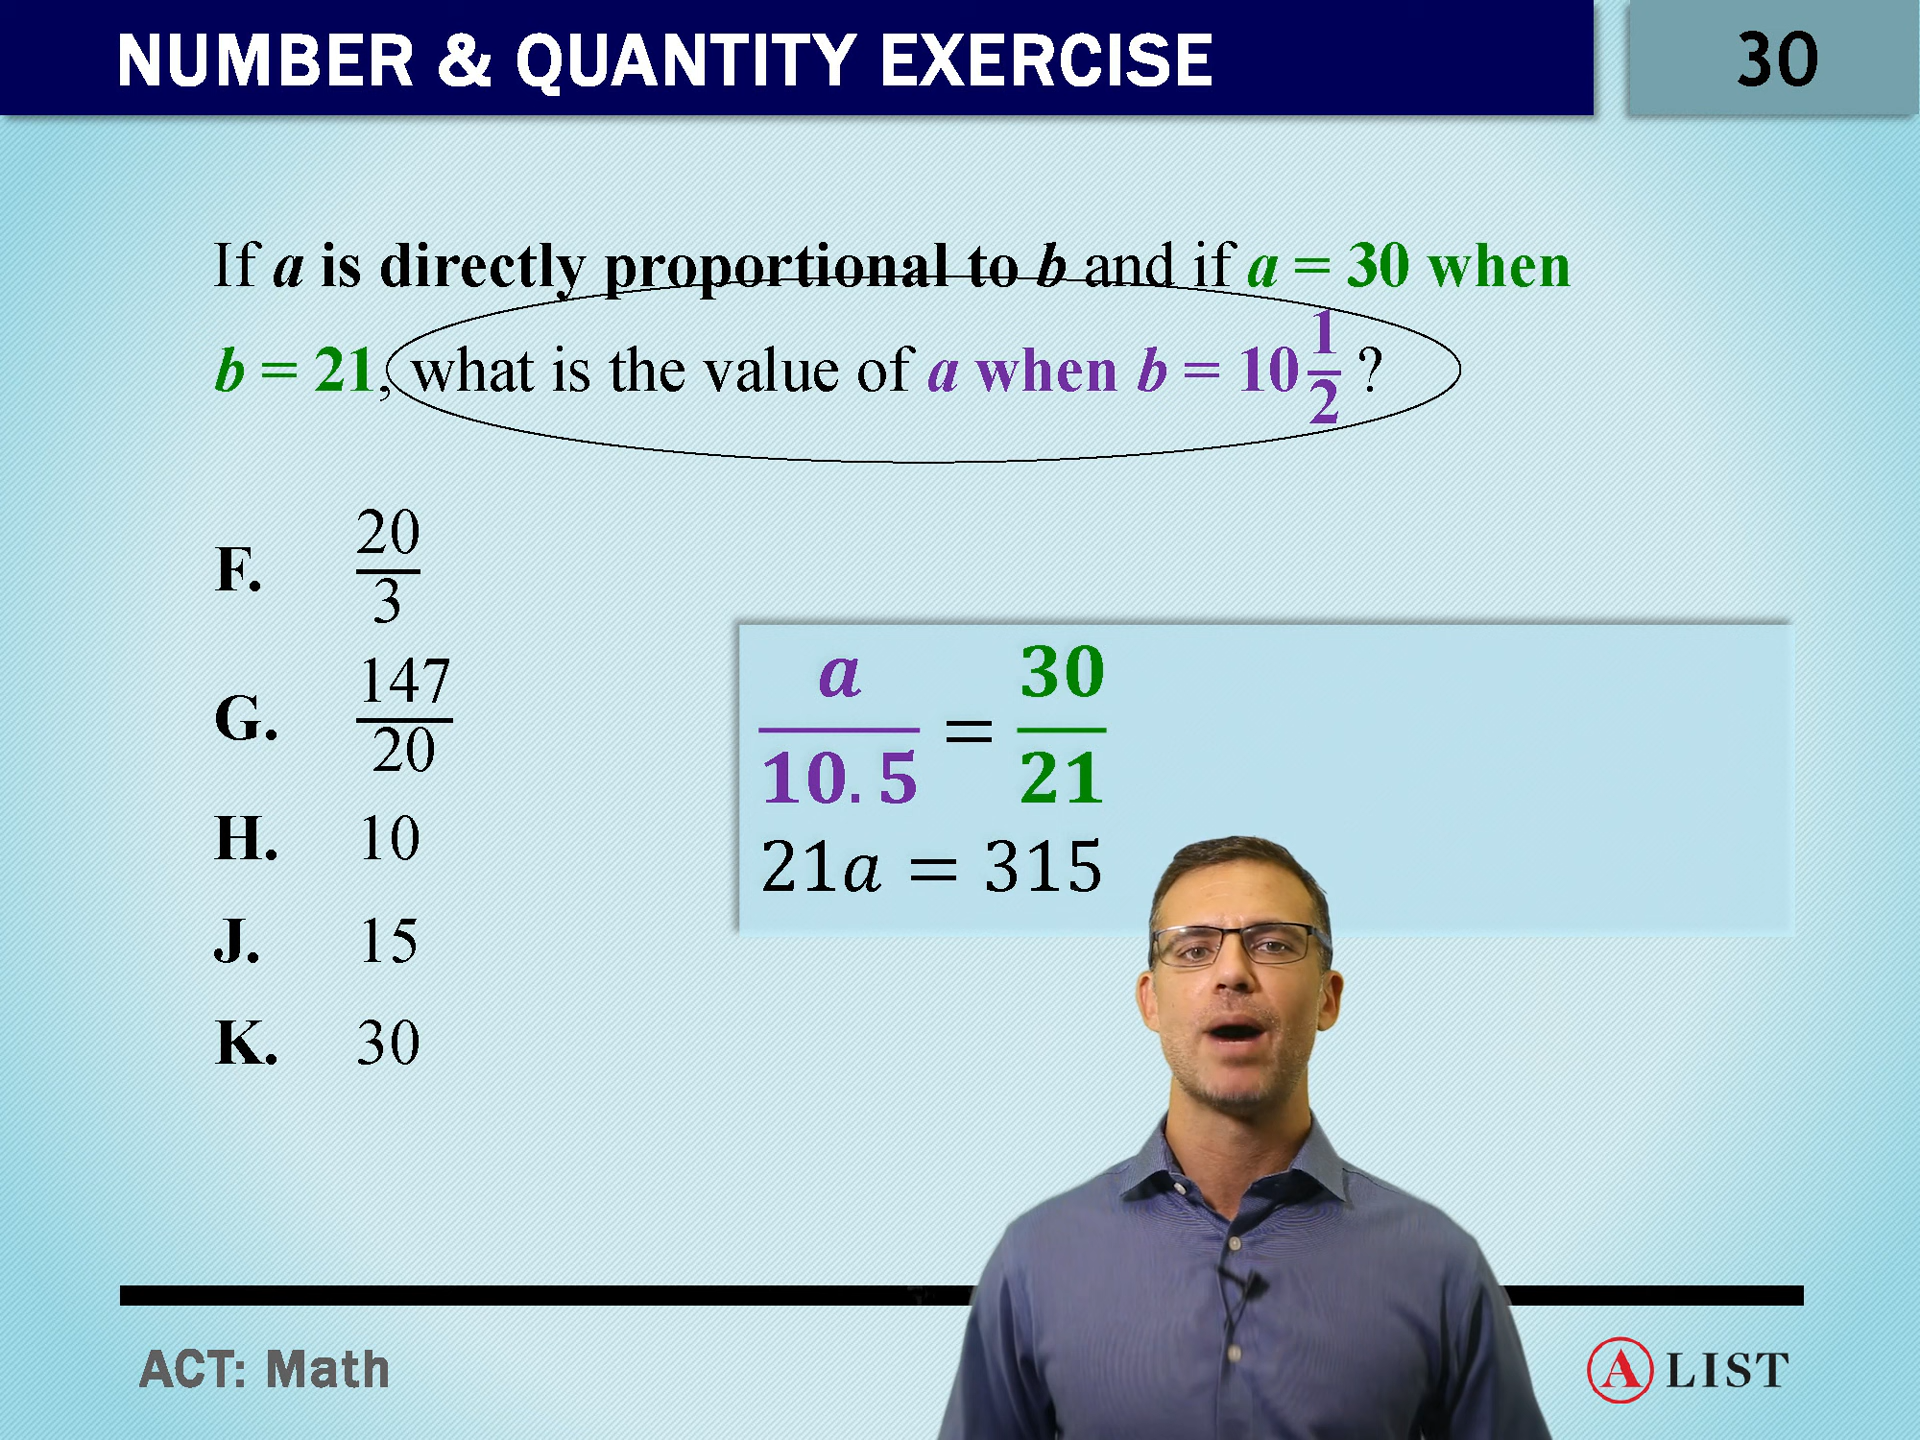 NUMBER & QUANTITY EXERCISE
30
If a is directly proportional to b and if a = 30 when
b = 21, what is the value of a when b = 10 1/2 ?
F. 20/3
G. 147/20
H. 10
J. 15
K. 30
a/10.5 = 30/21
21a = 315
ACT: Math
A LIST